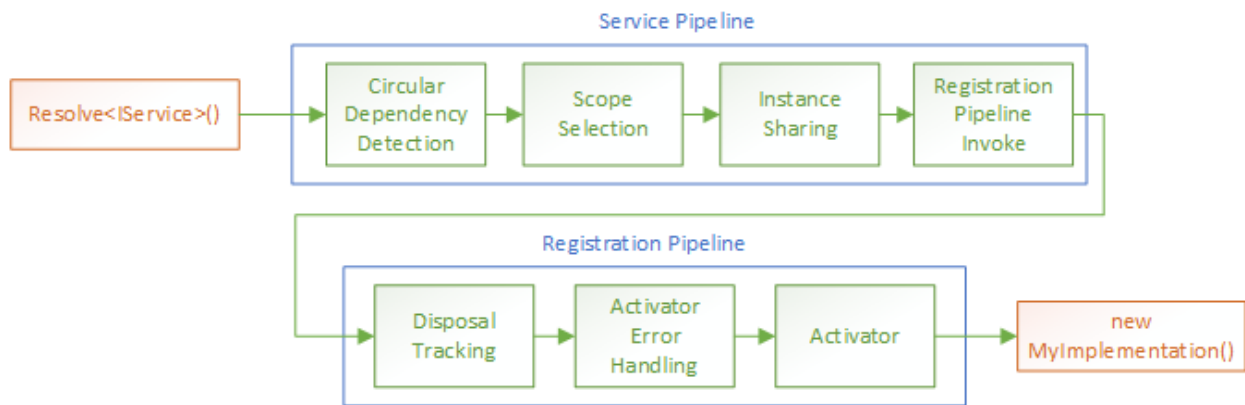 Service Pipeline
Resolve<IService>()
Circular
Dependency
Detection
Scope
Selection
Instance
Sharing
Registration
Pipeline
Invoke
Registration Pipeline
Disposal
Tracking
Activator
Error
Handling
Activator
new
MyImplementation()